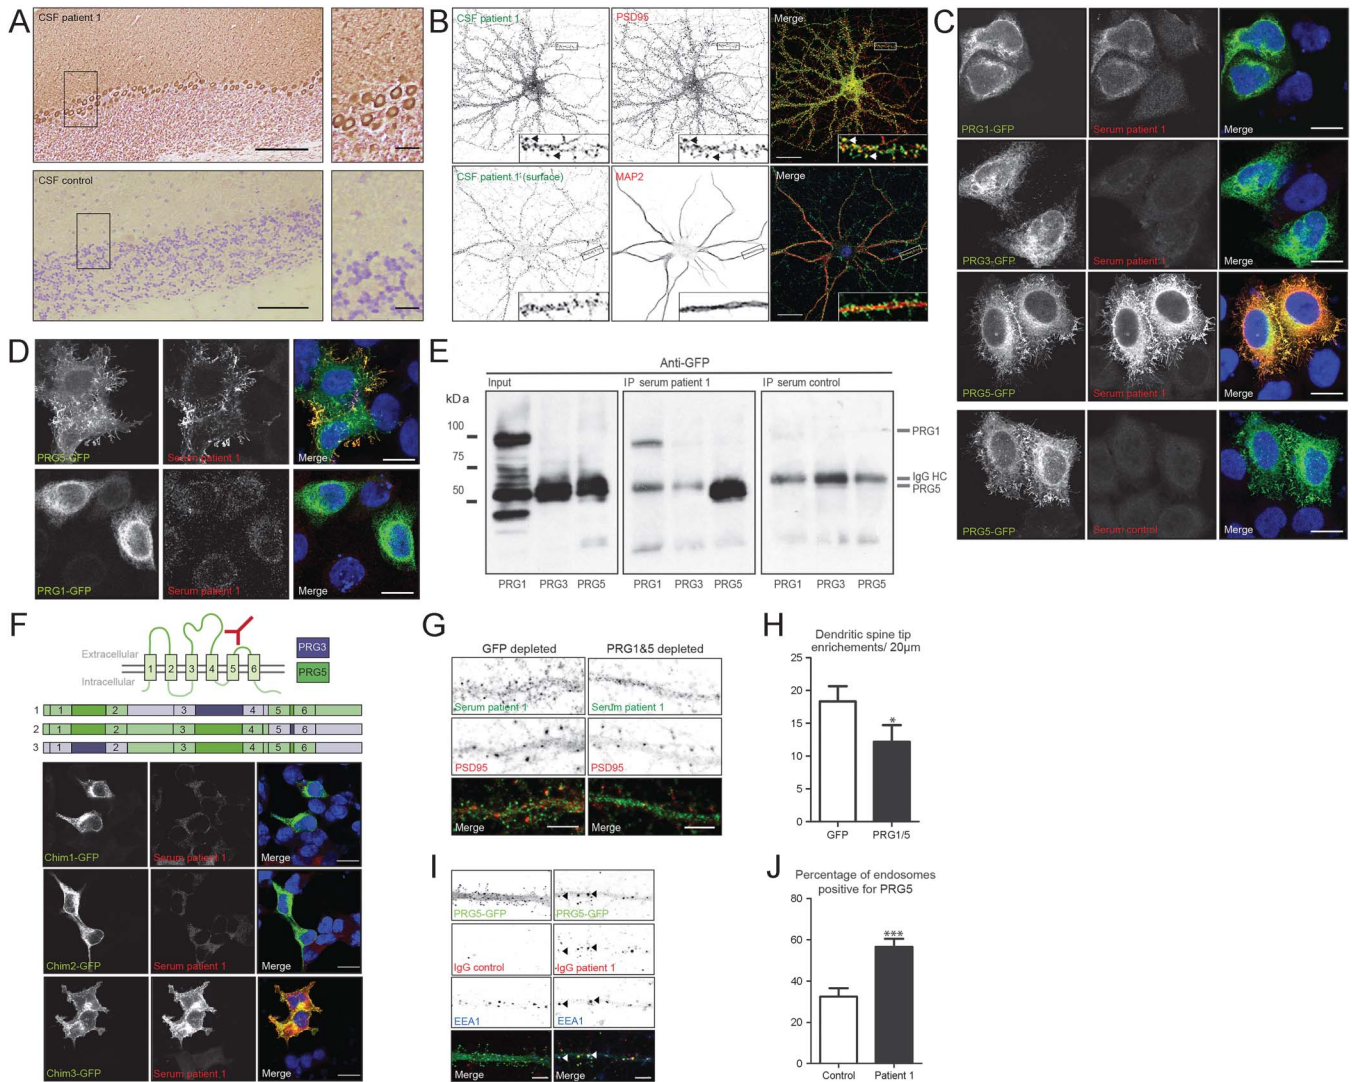 A
CSF patient 1
CSF control
B
CSF patient 1
PSD95
Merge
CSF patient 1 (surface)
MAP2
Merge
C
PRG1-GFP
Serum patient 1
Merge
PRG3-GFP
Serum patient 1
Merge
PRG5-GFP
Serum patient 1
Merge
PRG5-GFP
Serum control
Merge
D
PRG5-GFP
Serum patient 1
Merge
PRG1-GFP
Serum patient 1
Merge
E
Anti-GFP
Input
IP serum patient 1
IP serum control
kDa
100
75
50
PRG1
IgG HC
PRG5
PRG1 PRG3 PRG5
PRG1 PRG3 PRG5
PRG1 PRG3 PRG5
F
Extracellular
Intracellular
1 2 3 4 5 6
PRG3
PRG5
1 1 2 3 4 5 6
2 1 2 3 4 5 6
3 1 2 3 4 5 6
Chim1-GFP
Serum patient 1
Merge
Chim2-GFP
Serum patient 1
Merge
Chim3-GFP
Serum patient 1
Merge
G
GFP depleted
PRG1&5 depleted
Serum patient 1
Serum patient 1
PSD95
PSD95
Merge
Merge
H
Dendritic spine tip
enrichements/ 20µm
25
20
15
10
5
0
*
GFP
PRG1/5
I
PRG5-GFP
PRG5-GFP
IgG control
IgG patient 1
EEA1
EEA1
Merge
Merge
J
Percentage of endosomes
positive for PRG5
80
60
40
20
0
***
Control
Patient 1